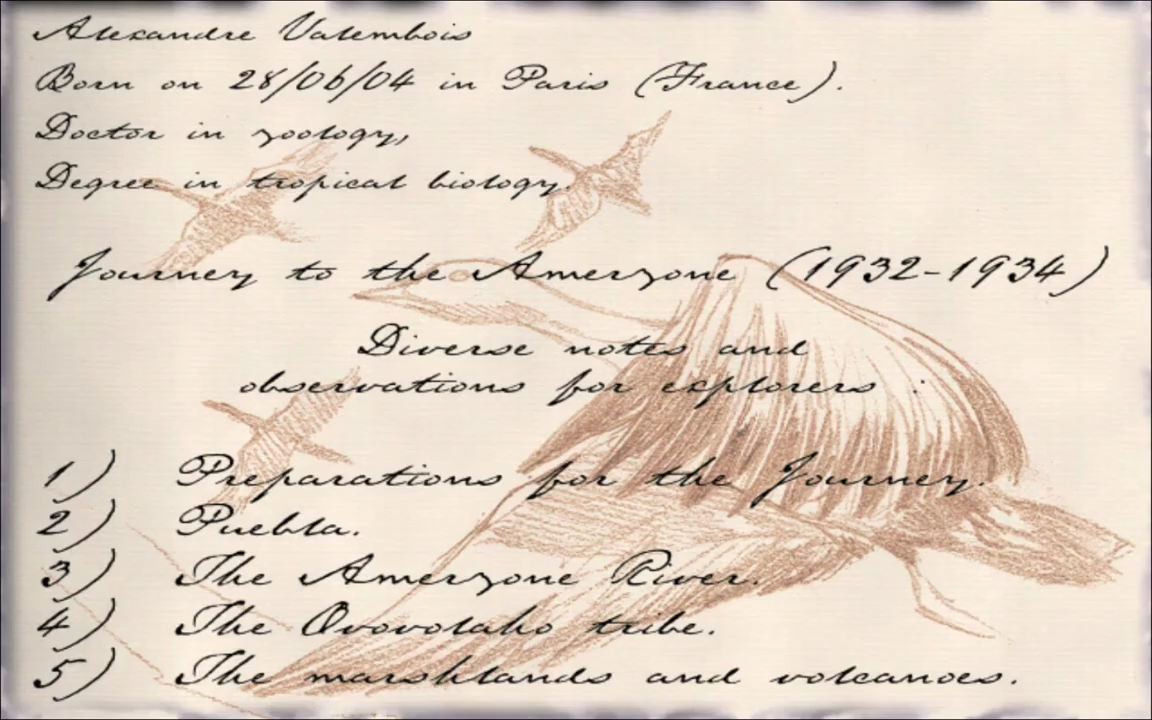 Alexandre Valembois
Born on 28/06/04 in Paris (France).
Doctor in zoology,
Degree in tropical biology.
Journey to the Amerzone (1932-1934)
Diverse notes and
observations for explorers :
1) Preparations for the Journey.
2) Puebla.
3) The Amerzone River.
4) The Ovovolaho tribe.
5) The marshlands and volcanoes.